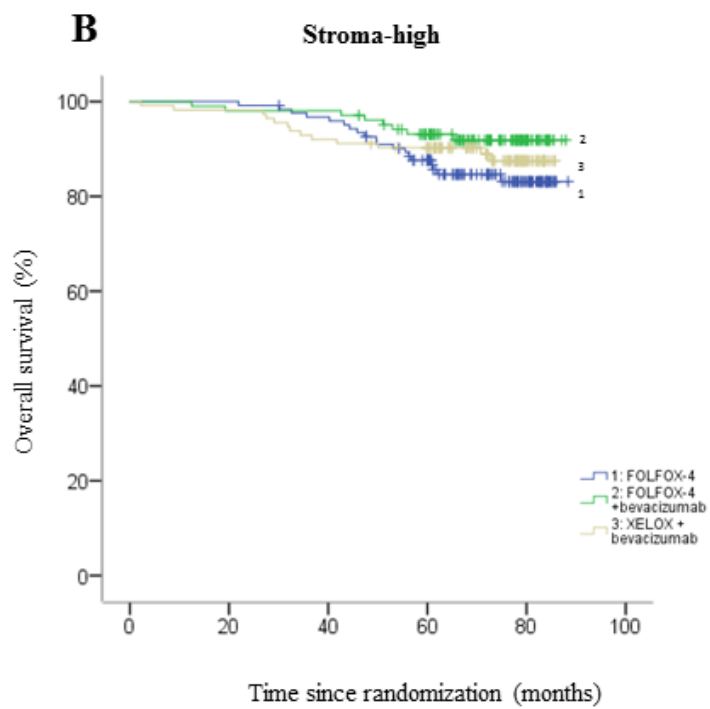 B
Stroma-high
100
80
60
40
20
0
Overall survival (%)
2
3
1
1: FOLFOX-4
2: FOLFOX-4
+bevacizumab
3: XELOX +
bevacizumab
0 20 40 60 80 100
Time since randomization (months)